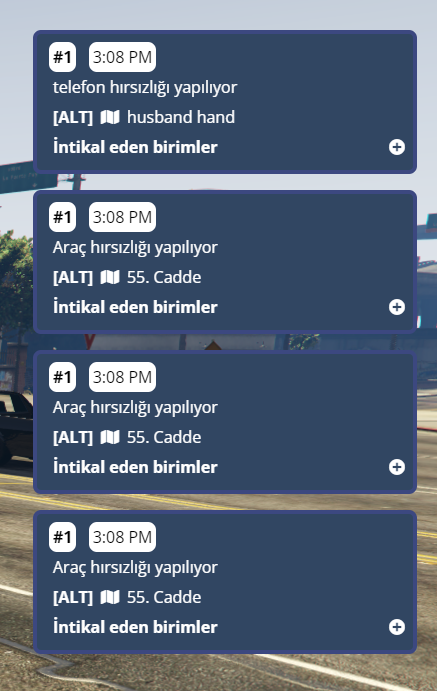 #1 3:08 PM
telefon hırsızlığı yapılıyor
[ALT] husband hand
İntikal eden birimler
#1 3:08 PM
Araç hırsızlığı yapılıyor
[ALT] 55. Cadde
İntikal eden birimler
#1 3:08 PM
Araç hırsızlığı yapılıyor
[ALT] 55. Cadde
İntikal eden birimler
#1 3:08 PM
Araç hırsızlığı yapılıyor
[ALT] 55. Cadde
İntikal eden birimler